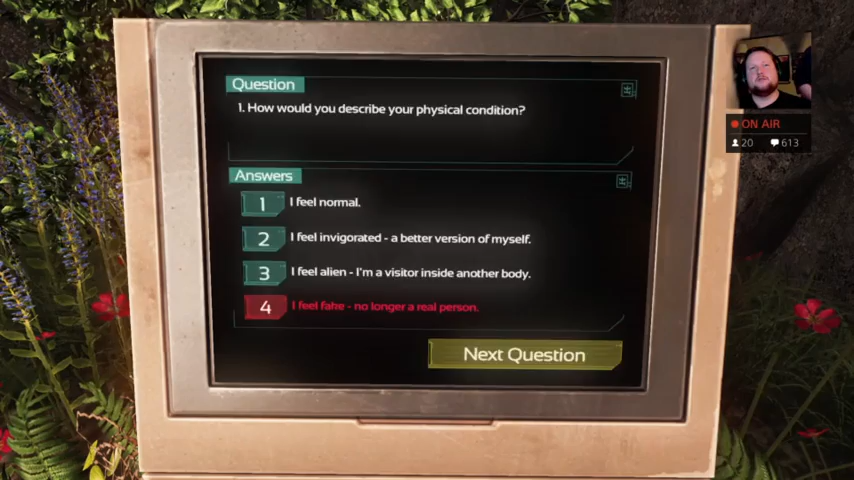 Question
1. How would you describe your physical condition?
Answers
1 I feel normal.
2 I feel invigorated - a better version of myself.
3 I feel alien - I'm a visitor inside another body.
4 I feel fake - no longer a real person.
Next Question
ON AIR
20 613